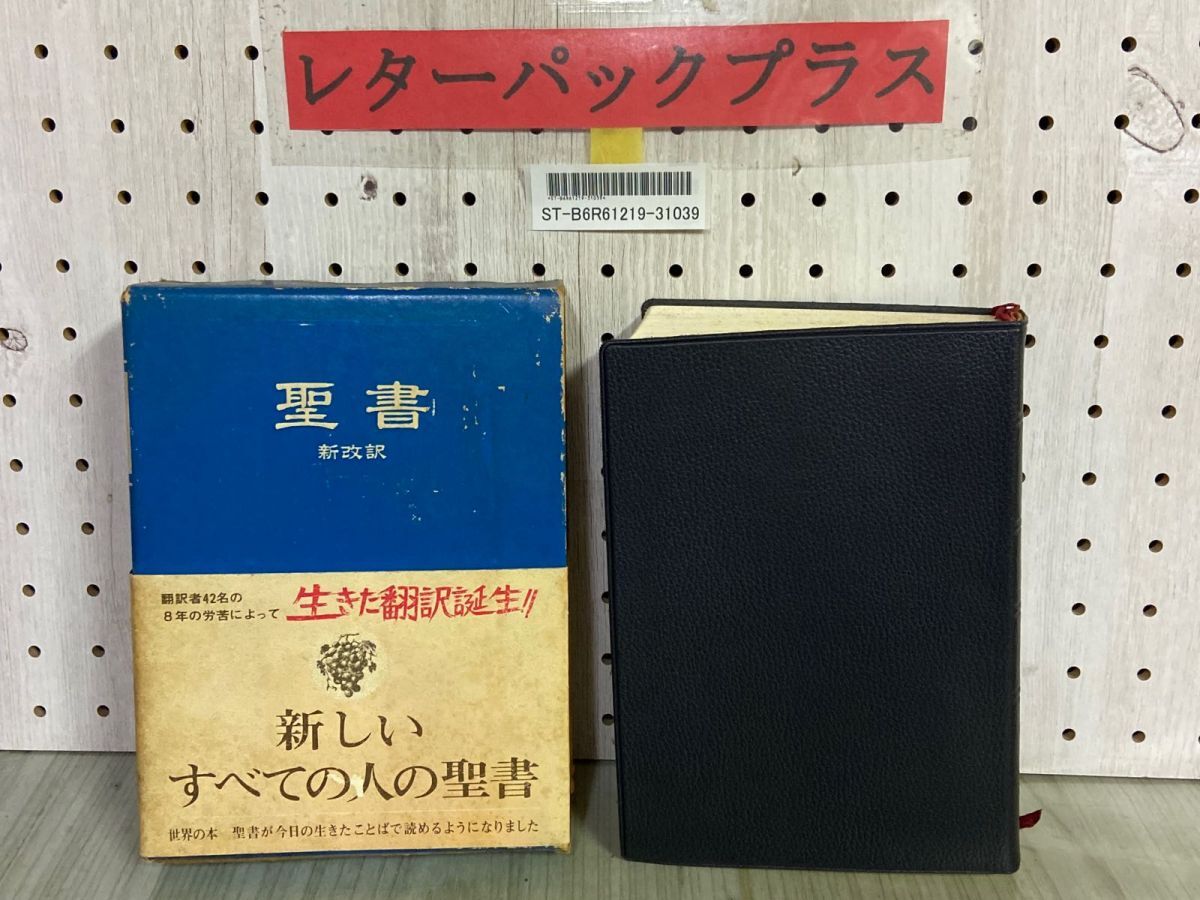 レターパックプラス
*ST-B6R61219-31039*
ST-B6R61219-31039
聖書
新改訳
翻訳者42名の
8年の労苦によって
生きた翻訳誕生!!
新しい
すべての人の聖書
世界の本 聖書が今日の生きたことばで読めるようになりました